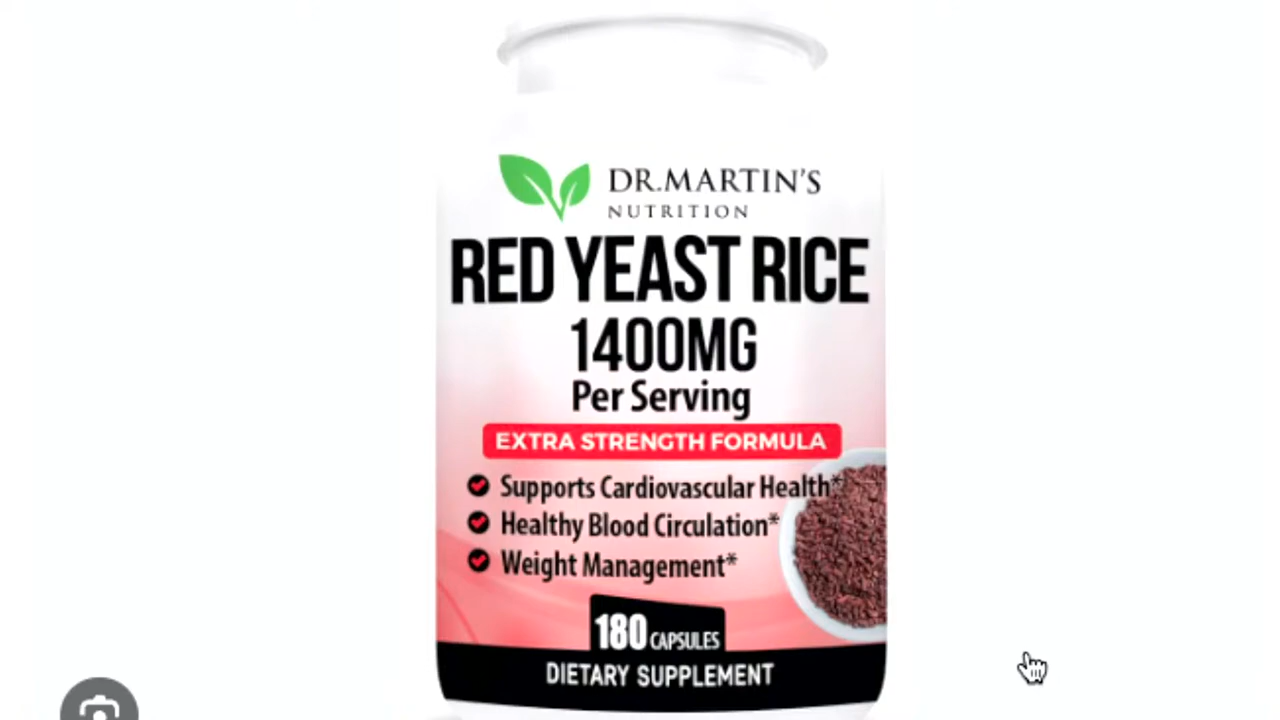 DR.MARTIN'S
NUTRITION
RED YEAST RICE
1400MG
Per Serving
EXTRA STRENGTH FORMULA
Supports Cardiovascular Health*
Healthy Blood Circulation*
Weight Management*
180 CAPSULES
DIETARY SUPPLEMENT